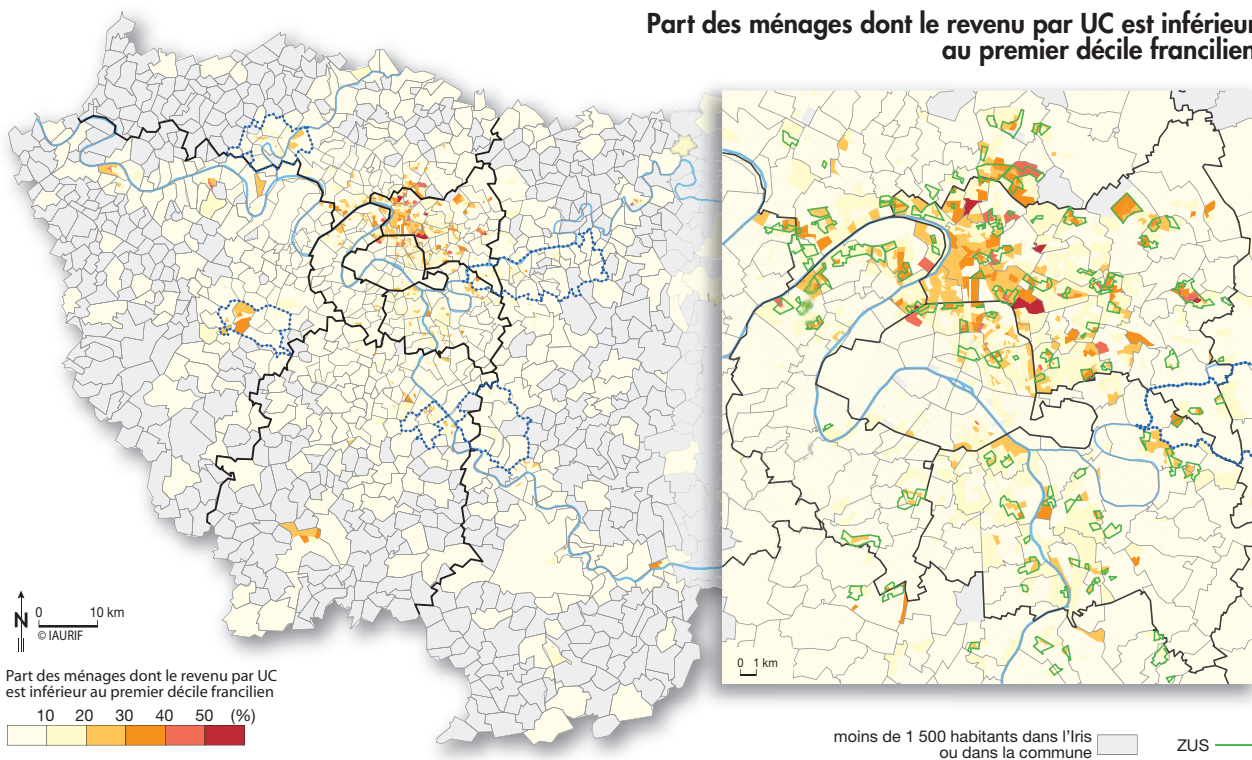 Part des ménages dont le revenu par UC est inférieur
au premier décile francilien
N
0 10 km
© IAURIF
Part des ménages dont le revenu par UC
est inférieur au premier décile francilien
10 20 30 40 50 (%)
0 1 km
moins de 1 500 habitants dans l'Iris
ou dans la commune
ZUS